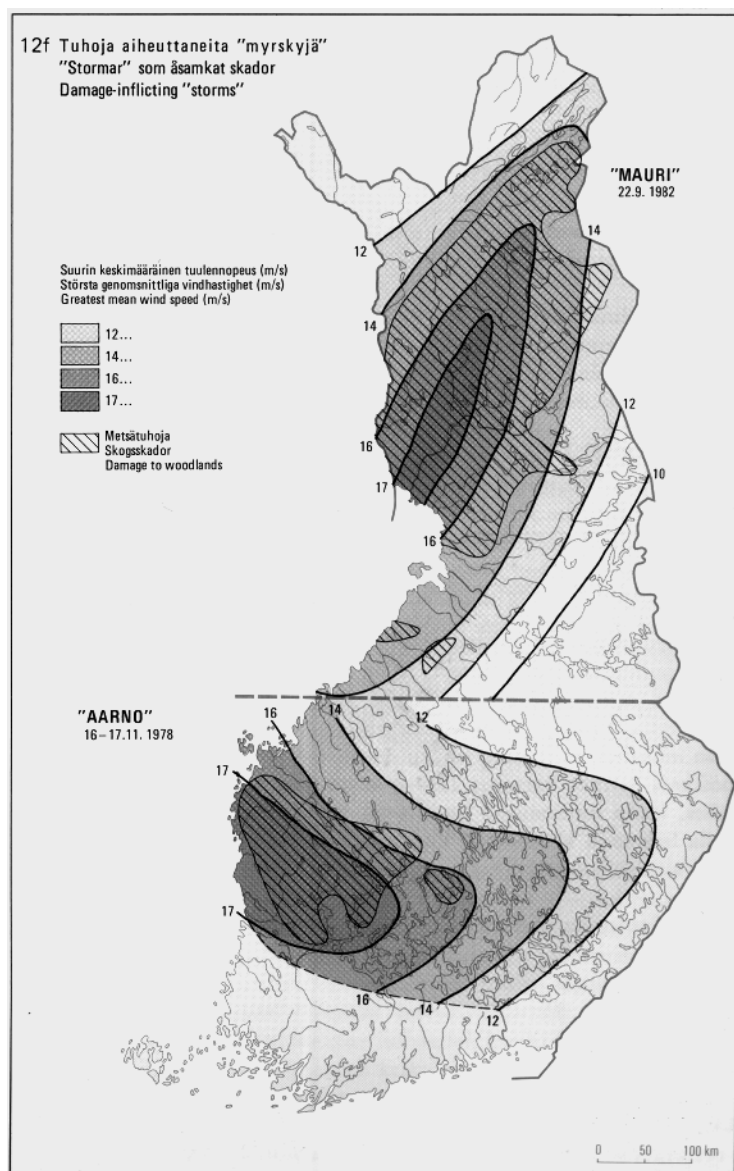 12f Tuhoja aiheuttaneita "myrskyjä"
"Stormar" som åsamkat skador
Damage-inflicting "storms"
"MAURI"
22.9. 1982
12
14
Suurin keskimääräinen tuulennopeus (m/s)
Största genomsnittliga vindhastighet (m/s)
Greatest mean wind speed (m/s)
14
12...
14...
16...
17...
12
Metsätuhoja
Skogsskador
Damage to woodlands
16
10
17
16
"AARNO"
16–17.11. 1978
16
14
12
17
17
16
14
12
0 50 100 km